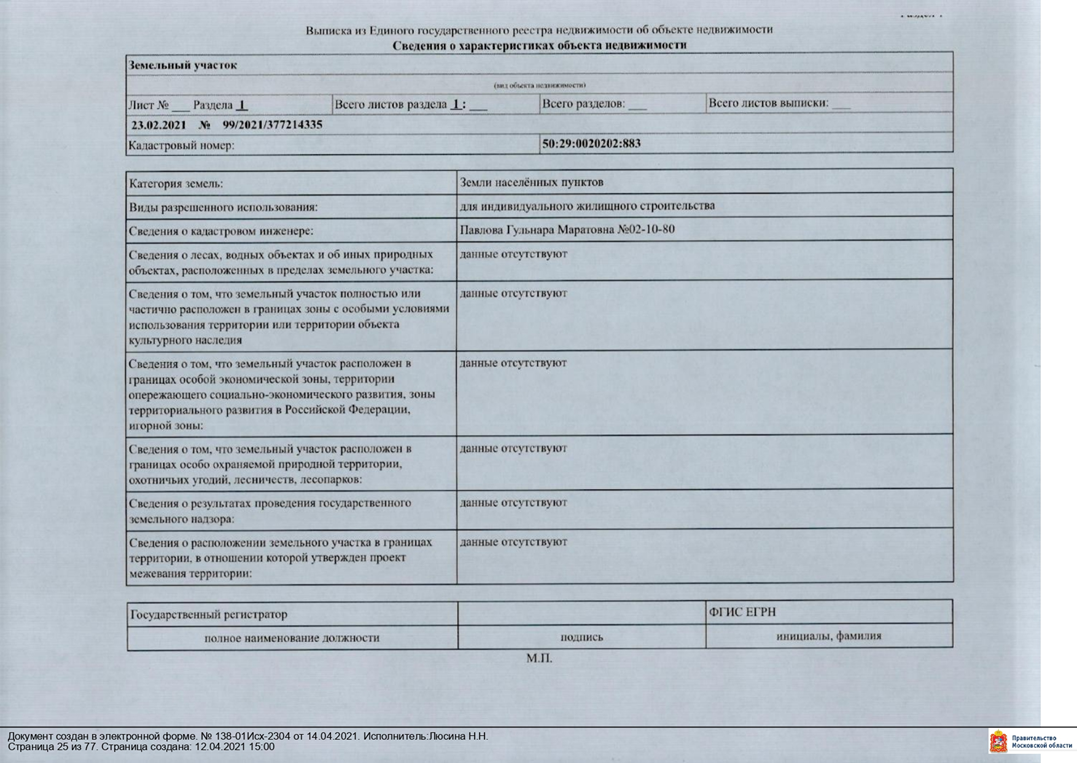 Выписка из Единого государственного реестра недвижимости об объекте недвижимости
Сведения о характеристиках объекта недвижимости
Земельный участок
(вид объекта недвижимости)
Лист № ___ Раздела 1 Всего листов раздела 1: ___ Всего разделов: ___ Всего листов выписки: ___
23.02.2021 № 99/2021/377214335
Кадастровый номер: 50:29:0020202:883
Категория земель: Земли населённых пунктов
Виды разрешенного использования: для индивидуального жилищного строительства
Сведения о кадастровом инженере: Павлова Гульнара Маратовна №02-10-80
Сведения о лесах, водных объектах и об иных природных данные отсутствуют
объектах, расположенных в пределах земельного участка:
Сведения о том, что земельный участок полностью или данные отсутствуют
частично расположен в границах зоны с особыми условиями
использования территории или территории объекта
культурного наследия
Сведения о том, что земельный участок расположен в данные отсутствуют
границах особой экономической зоны, территории
опережающего социально-экономического развития, зоны
территориального развития в Российской Федерации,
игорной зоны:
Сведения о том, что земельный участок расположен в данные отсутствуют
границах особо охраняемой природной территории,
охотничьих угодий, лесничеств, лесопарков:
Сведения о результатах проведения государственного данные отсутствуют
земельного надзора:
Сведения о расположении земельного участка в границах данные отсутствуют
территории, в отношении которой утвержден проект
межевания территории:
Государственный регистратор ФГИС ЕГРН
полное наименование должности подпись инициалы, фамилия
М.П.
Документ создан в электронной форме. № 138-01Исх-2304 от 14.04.2021. Исполнитель:Люсина Н.Н.
Страница 25 из 77. Страница создана: 12.04.2021 15:00
Правительство
Московской области